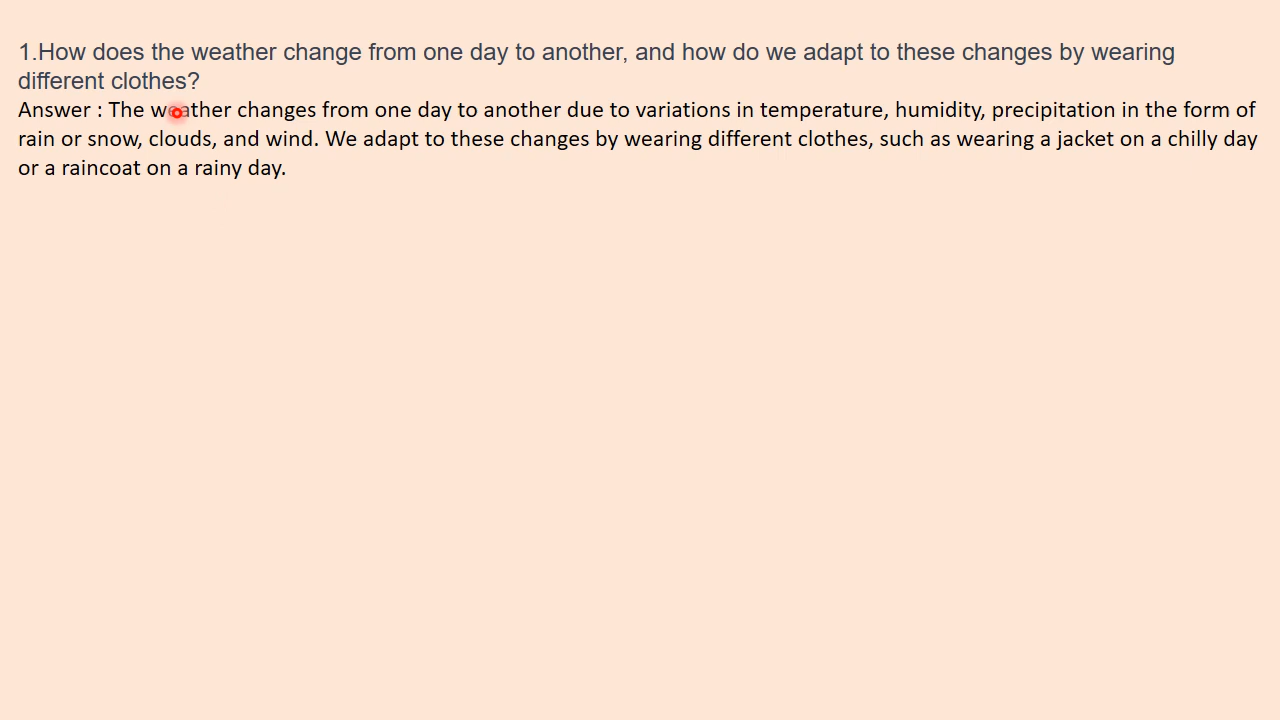 1.How does the weather change from one day to another, and how do we adapt to these changes by wearing
different clothes?
Answer : The weather changes from one day to another due to variations in temperature, humidity, precipitation in the form of
rain or snow, clouds, and wind. We adapt to these changes by wearing different clothes, such as wearing a jacket on a chilly day
or a raincoat on a rainy day.